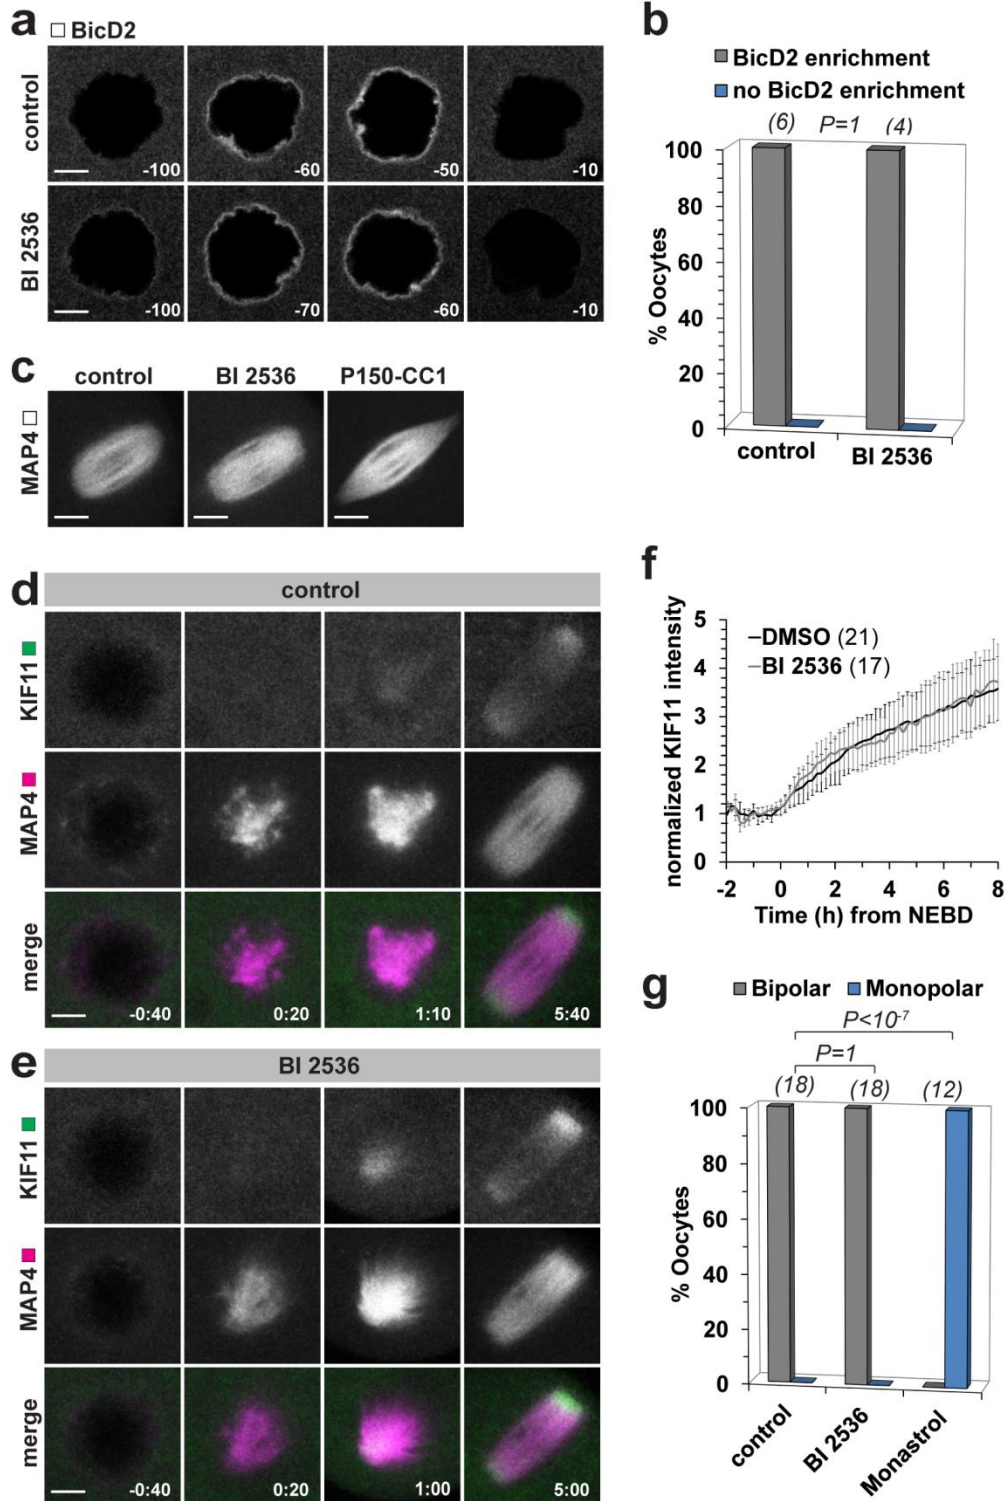 a
BicD2
control
-100
-60
-50
-10
BI 2536
-100
-70
-60
-10
b
BicD2 enrichment
no BicD2 enrichment
(6) P=1 (4)
% Oocytes
100
80
60
40
20
0
control
BI 2536
c
control
BI 2536
P150-CC1
MAP4
d
control
KIF11
MAP4
merge
-0:40
0:20
1:10
5:40
e
BI 2536
KIF11
MAP4
merge
-0:40
0:20
1:00
5:00
f
normalized KIF11 intensity
5
4
3
2
1
0
DMSO (21)
BI 2536 (17)
-2 0 2 4 6 8
Time (h) from NEBD
g
Bipolar
Monopolar
P<10⁻⁷
P=1
(18) (18) (12)
% Oocytes
100
80
60
40
20
0
control
BI 2536
Monastrol